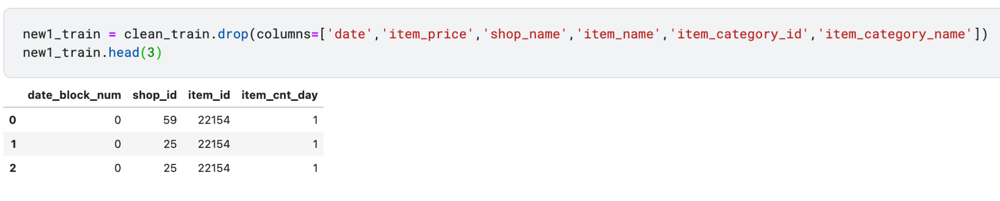 new1_train = clean_train.drop(columns=['date','item_price','shop_name','item_name','item_category_id','item_category_name'])
new1_train.head(3)
date_block_num shop_id item_id item_cnt_day
0 0 59 22154 1
1 0 25 22154 1
2 0 25 22154 1